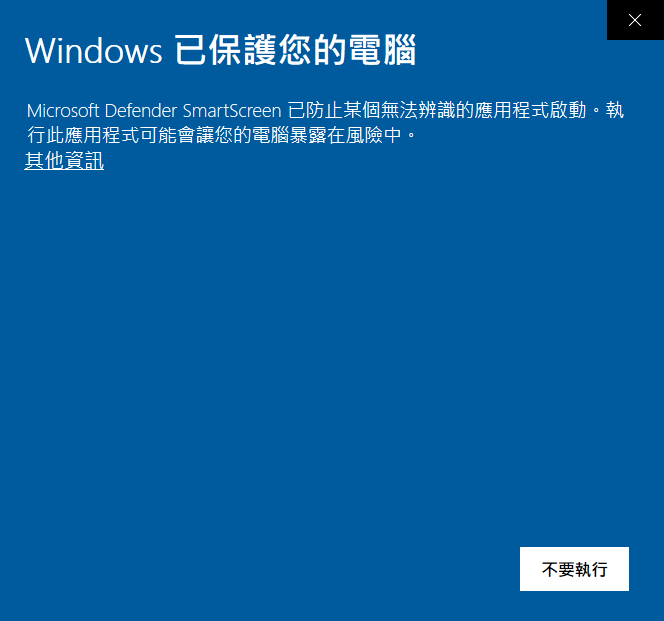 Windows 已保護您的電腦
Microsoft Defender SmartScreen 已防止某個無法辨識的應用程式啟動。執
行此應用程式可能會讓您的電腦暴露在風險中。
其他資訊
不要執行